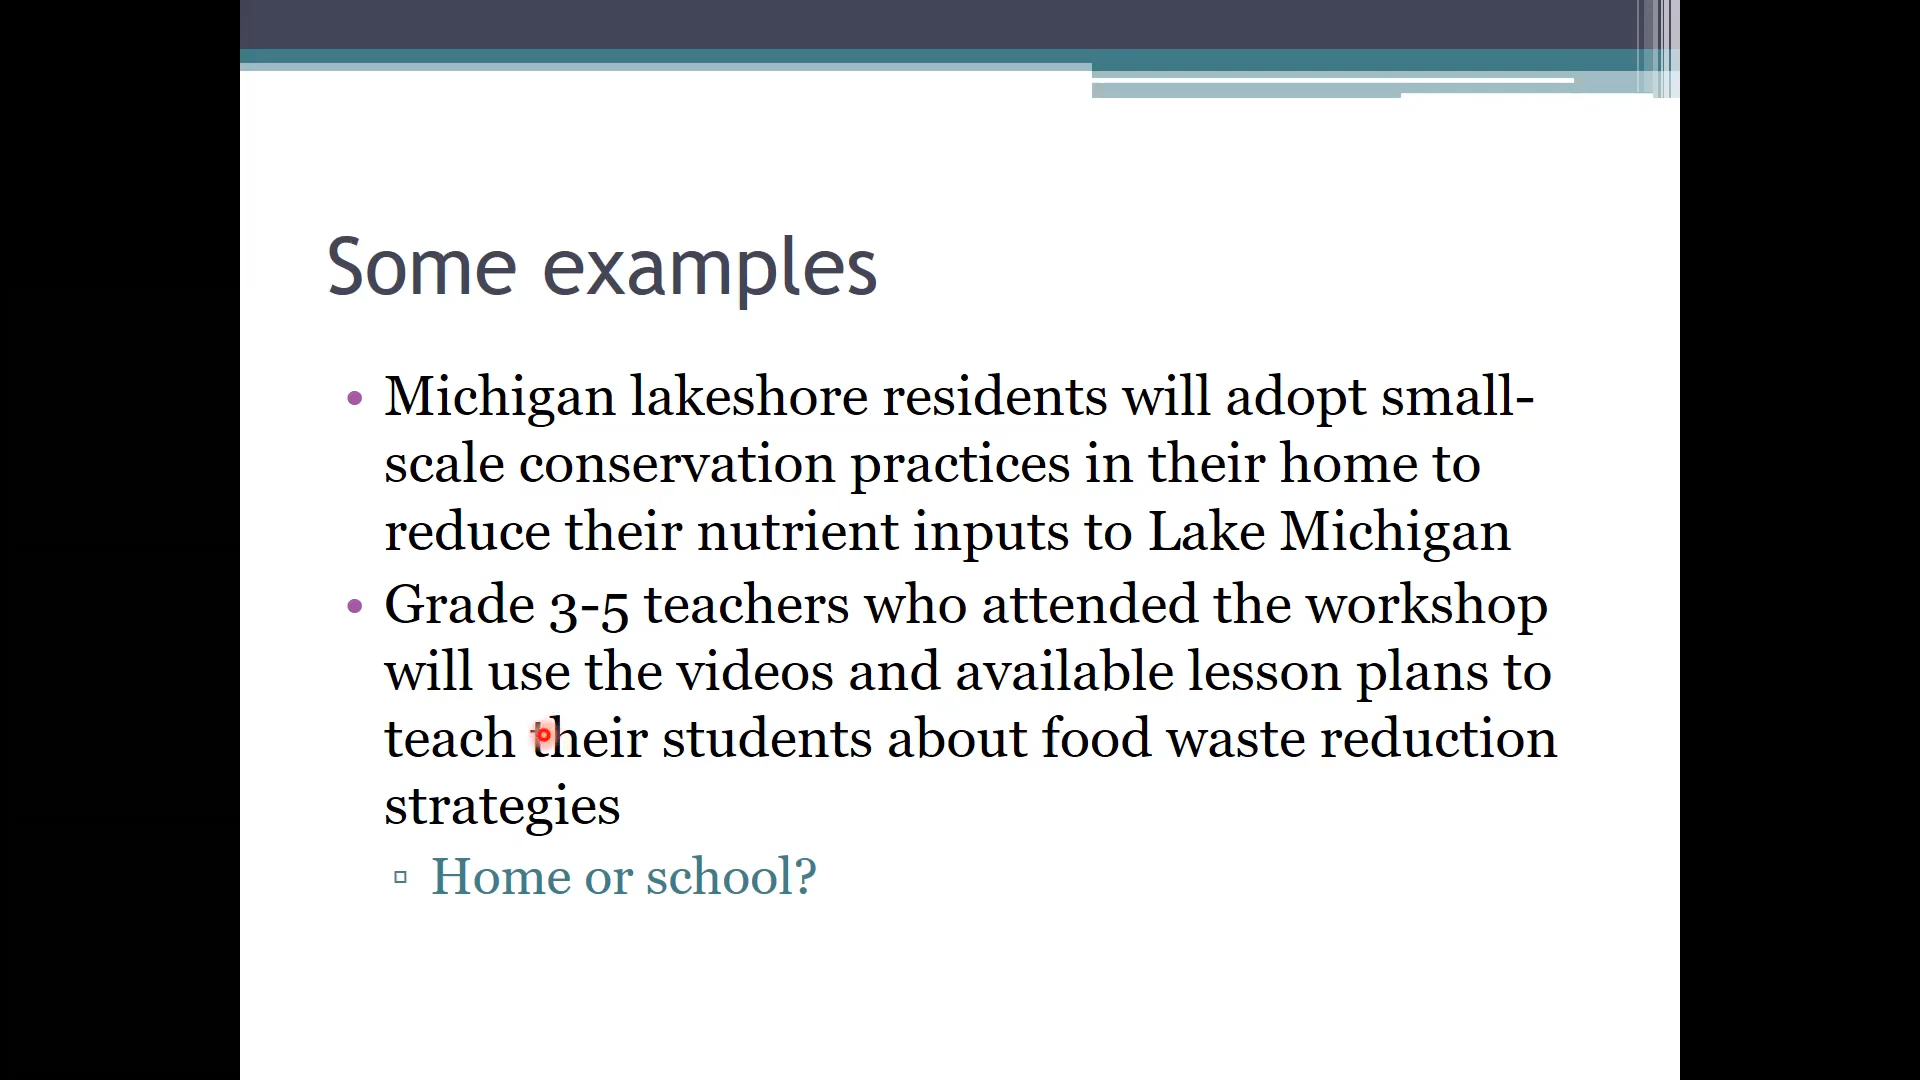 Some examples
• Michigan lakeshore residents will adopt small-
scale conservation practices in their home to
reduce their nutrient inputs to Lake Michigan
• Grade 3-5 teachers who attended the workshop
will use the videos and available lesson plans to
teach their students about food waste reduction
strategies
▫ Home or school?